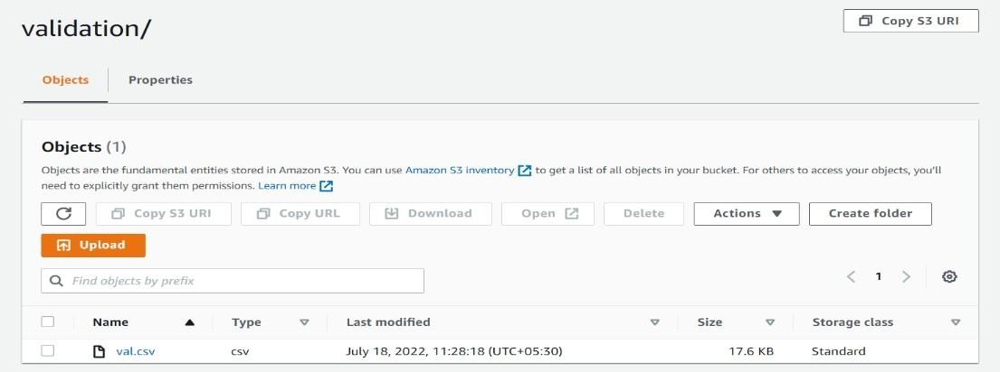 validation/
Copy S3 URI
Objects
Properties
Objects (1)
Objects are the fundamental entities stored in Amazon S3. You can use Amazon S3 inventory to get a list of all objects in your bucket. For others to access your objects, you'll
need to explicitly grant them permissions. Learn more
Copy S3 URI Copy URL Download Open Delete Actions Create folder
Upload
Find objects by prefix
1
Name Type Last modified Size Storage class
val.csv csv July 18, 2022, 11:28:18 (UTC+05:30) 17.6 KB Standard